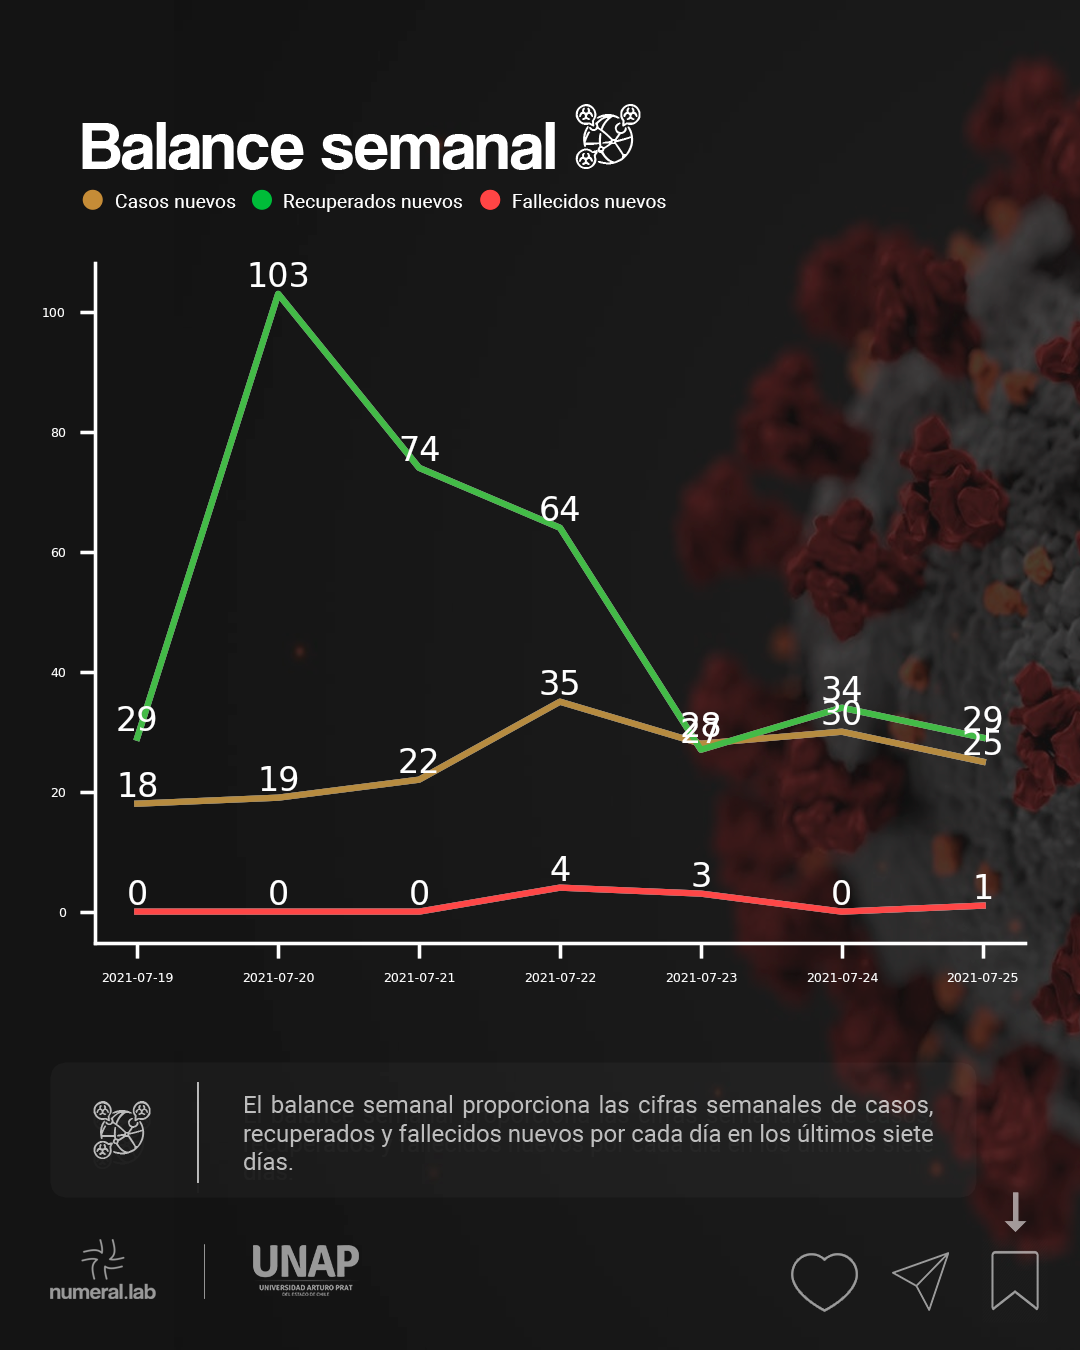 Balance semanal
Casos nuevos Recuperados nuevos Fallecidos nuevos
103
100
80
74
64
60
40
35
34
30
28
27
29
29
25
22
20
18
19
4
3
1
0
0
0
0
0
2021-07-19 2021-07-20 2021-07-21 2021-07-22 2021-07-23 2021-07-24 2021-07-25
El balance semanal proporciona las cifras semanales de casos,
recuperados y fallecidos nuevos por cada día en los últimos siete
días.
numeral.lab
UNAP
UNIVERSIDAD ARTURO PRAT
DEL ESTADO DE CHILE